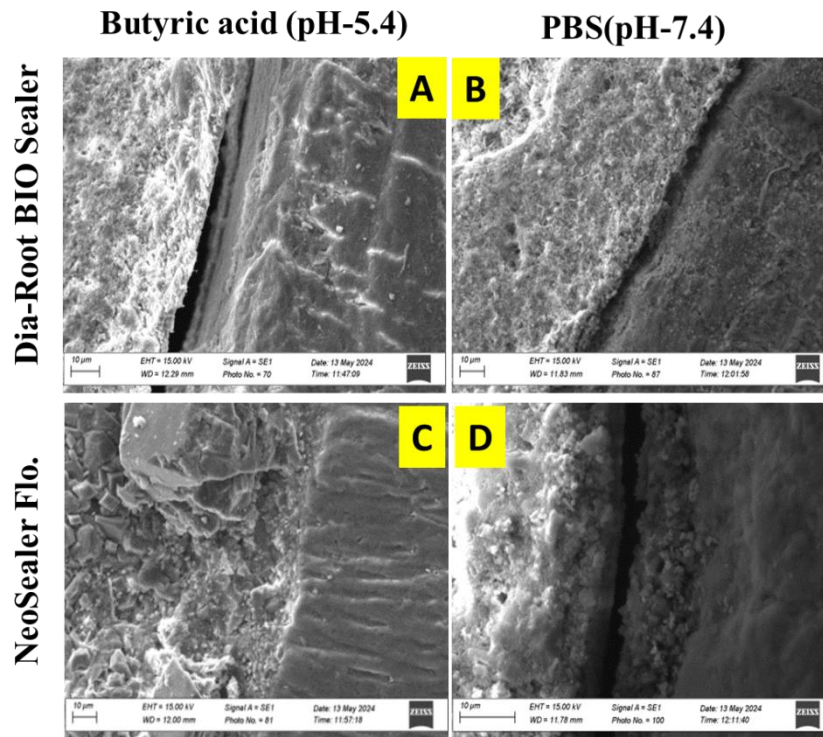 Butyric acid (pH-5.4)
PBS(pH-7.4)
Dia-Root BIO Sealer
A
B
10 µm
EHT = 15.00 kV
Signal A = SE1
Date: 13 May 2024
WD = 12.29 mm
Photo No. = 70
Time: 11:47:09
ZEISS
10 µm
EHT = 15.00 kV
Signal A = SE1
Date: 13 May 2024
WD = 11.83 mm
Photo No. = 87
Time: 12:01:58
ZEISS
NeoSealer Flo.
C
D
10 µm
EHT = 15.00 kV
Signal A = SE1
Date: 13 May 2024
WD = 12.00 mm
Photo No. = 81
Time: 11:57:18
ZEISS
10 µm
EHT = 15.00 kV
Signal A = SE1
Date: 13 May 2024
WD = 11.78 mm
Photo No. = 100
Time: 12:11:40
ZEISS